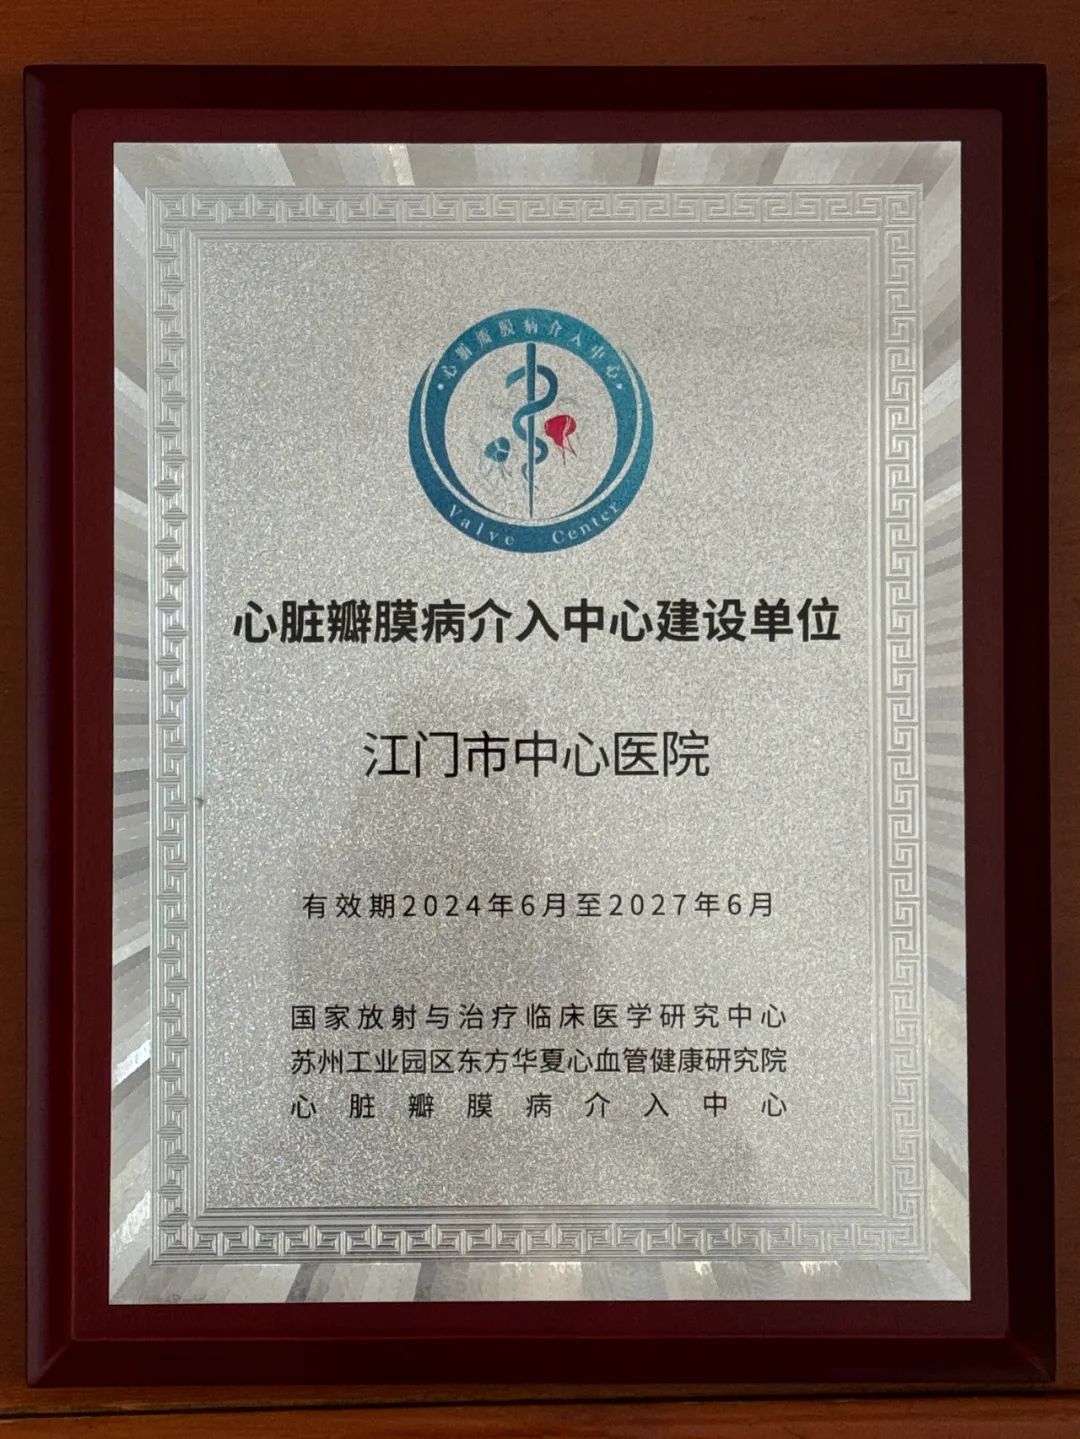 心脏瓣膜病介入中心
Valve Center
心脏瓣膜病介入中心建设单位
江门市中心医院
有效期2024年6月至2027年6月
国家放射与治疗临床医学研究中心
苏州工业园区东方华夏心血管健康研究院
心脏瓣膜病介入中心